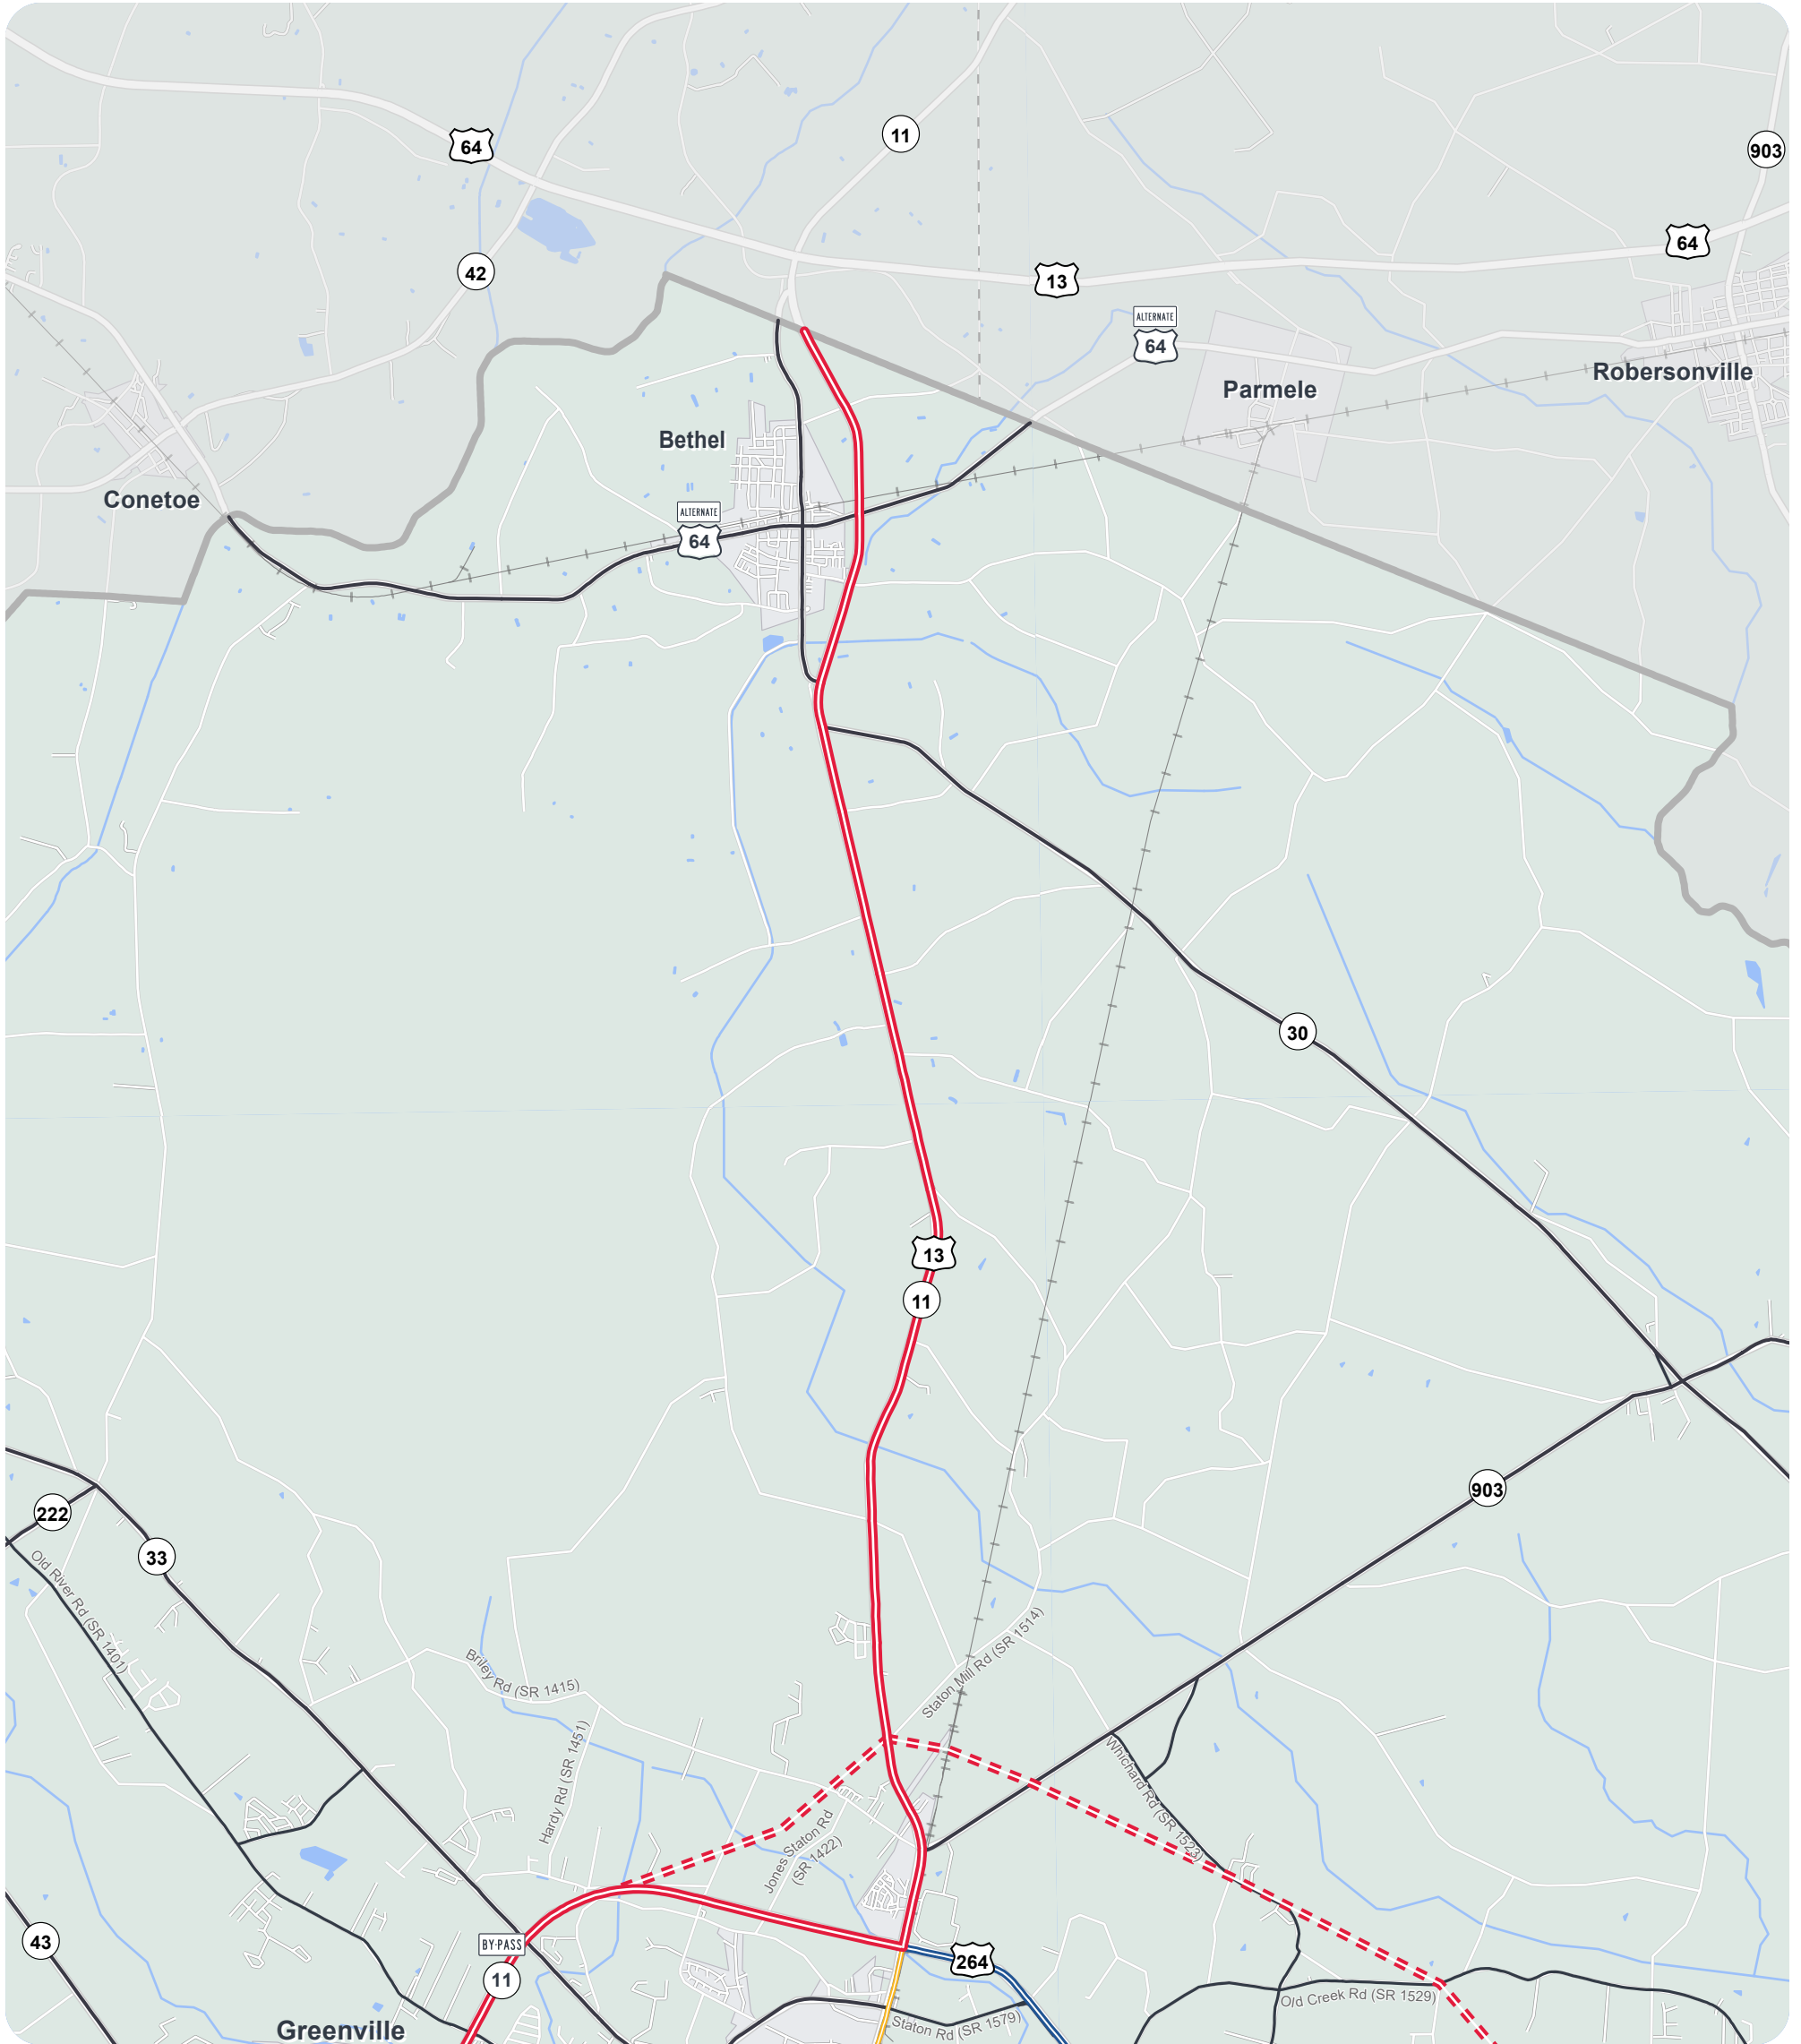 64
11
903
64
42
13
ALTERNATE
64
Robersonville
Parmele
Bethel
Conetoe
ALTERNATE
64
30
13
11
903
222
33
Old River Rd (SR 1401)
Staton Mill Rd (SR 1514)
Briley Rd (SR 1415)
Hardy Rd (SR 1451)
Whichard Rd (SR 1523)
Jones Staton Rd
(SR 1422)
43
BY-PASS
11
264
Old Creek Rd (SR 1529)
Staton Rd (SR 1579)
Greenville